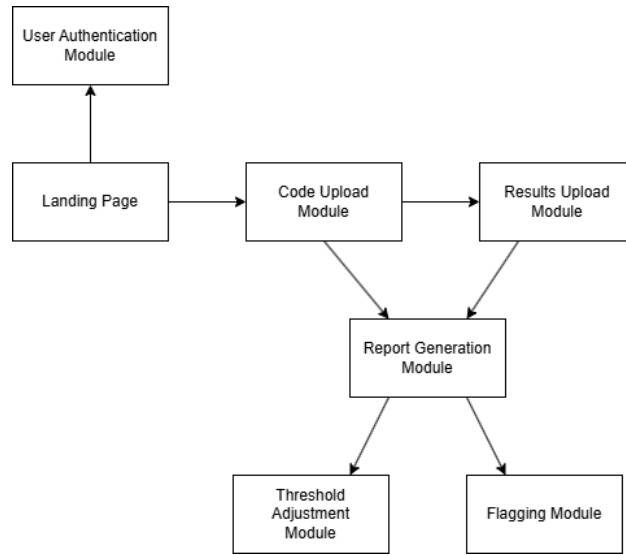 User Authentication
Module
Landing Page
Code Upload
Module
Results Upload
Module
Report Generation
Module
Threshold
Adjustment
Module
Flagging Module